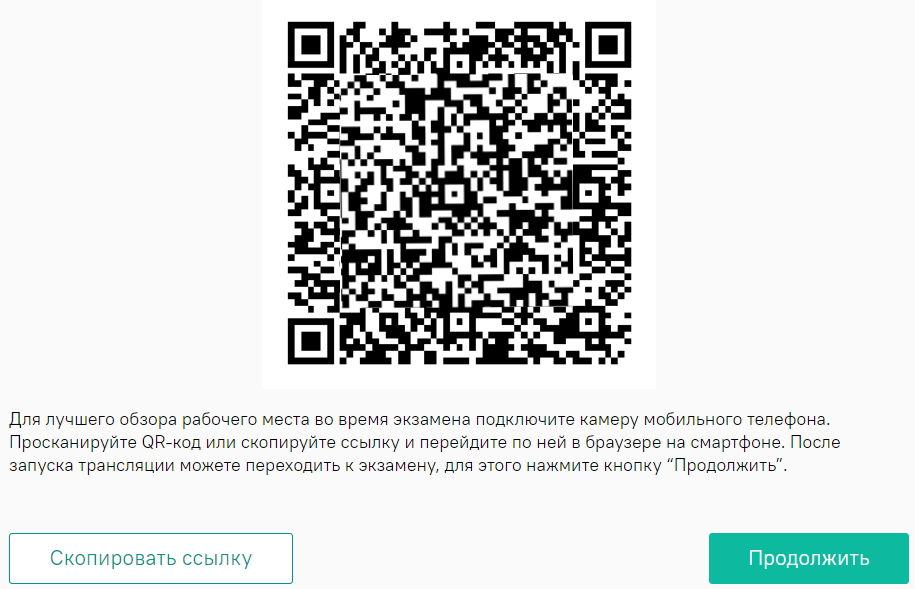 Для лучшего обзора рабочего места во время экзамена подключите камеру мобильного телефона.
Просканируйте QR-код или скопируйте ссылку и перейдите по ней в браузере на смартфоне. После
запуска трансляции можете переходить к экзамену, для этого нажмите кнопку “Продолжить”.
Скопировать ссылку
Продолжить